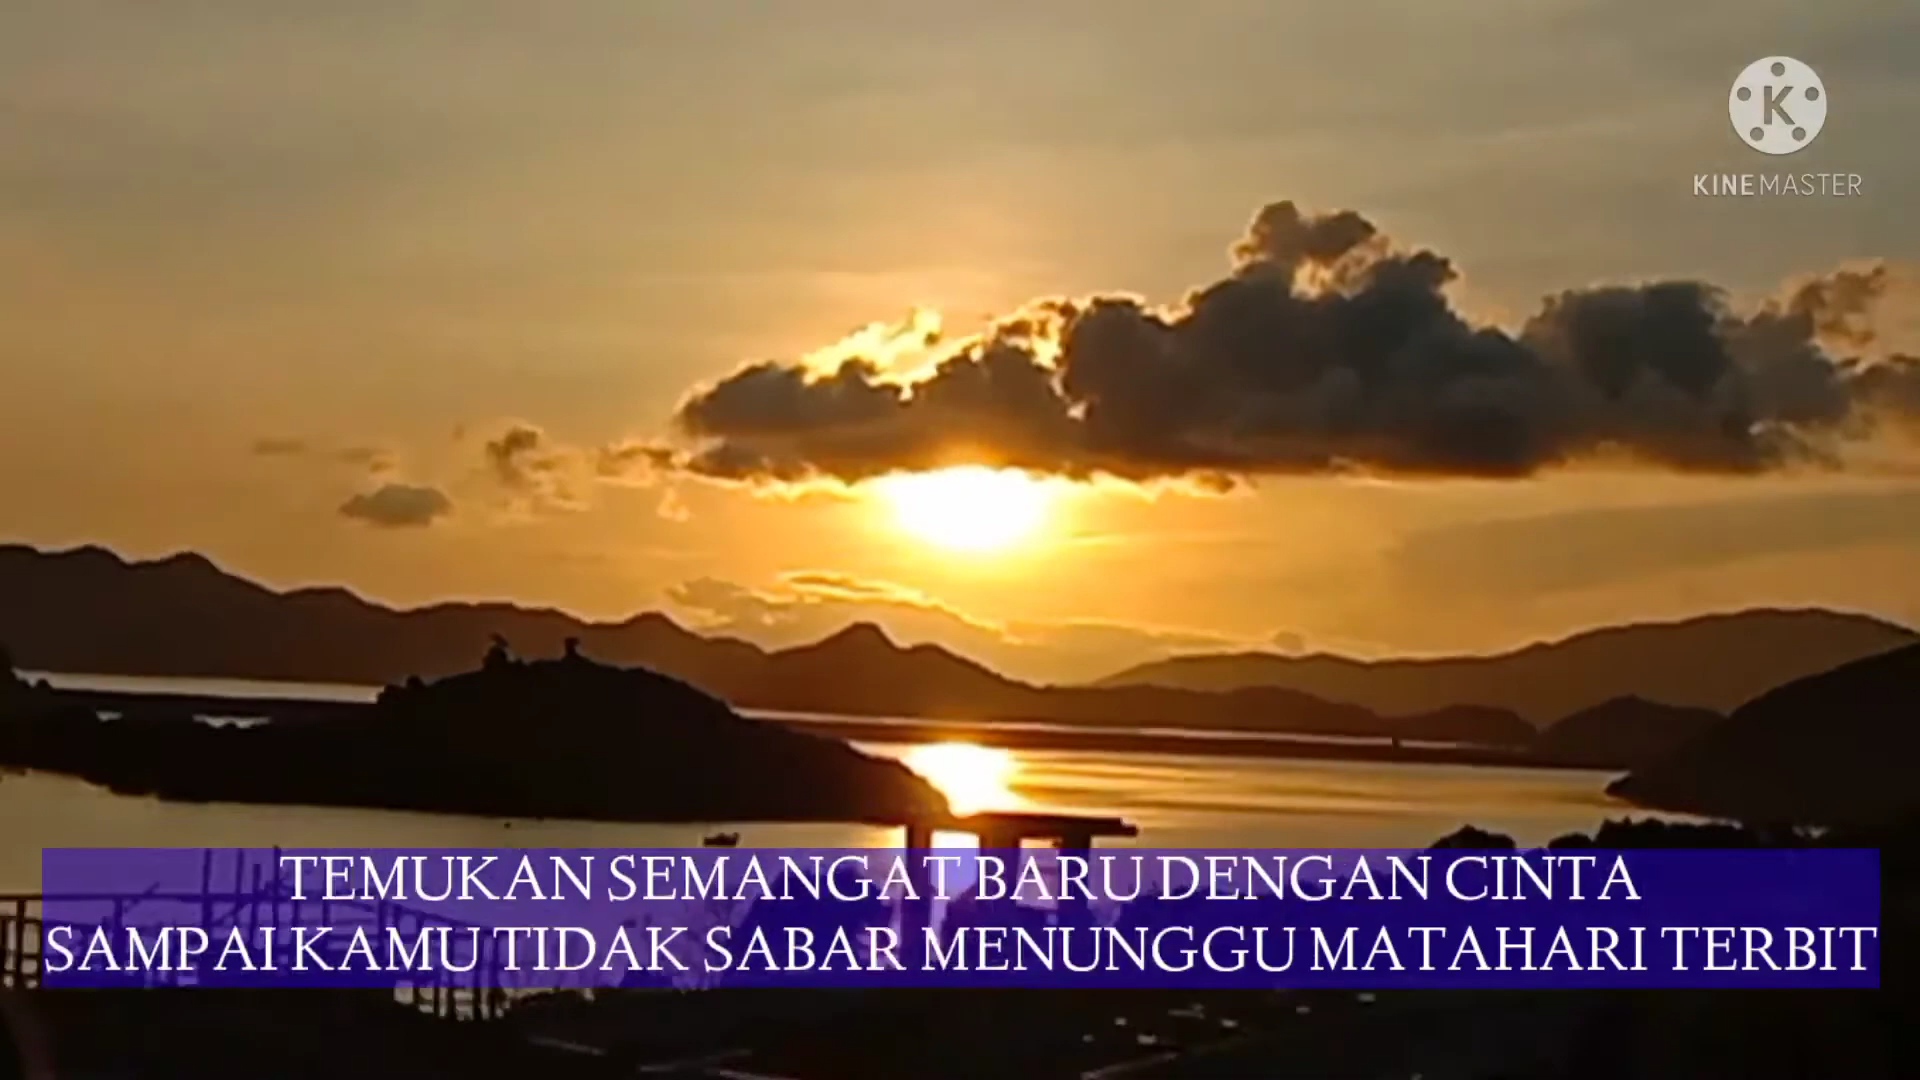 K
KINEMASTER
TEMUKAN SEMANGAT BARU DENGAN CINTA
SAMPAI KAMU TIDAK SABAR MENUNGGU MATAHARI TERBIT